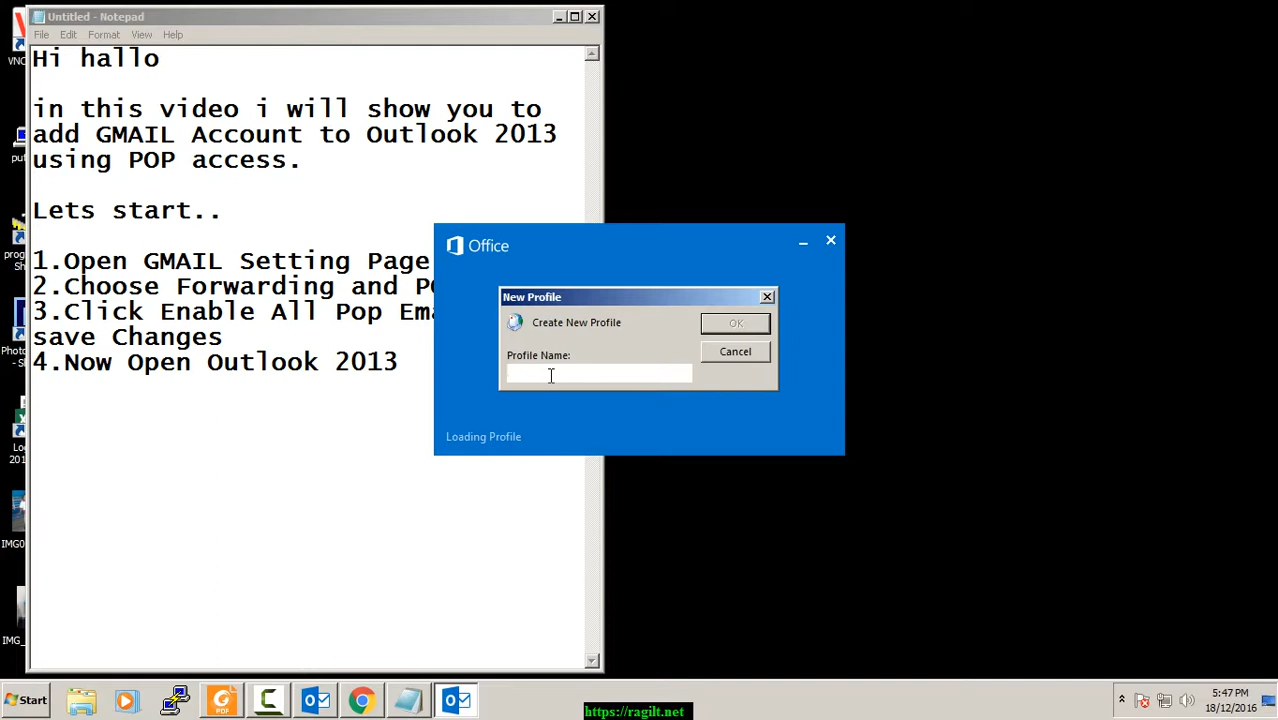 Untitled - Notepad
File Edit Format View Help
Hi hallo
in this video i will show you to
add GMAIL Account to Outlook 2013
using POP access.
Lets start..
1.Open GMAIL Setting Page
2.Choose Forwarding and
3.Click Enable All Pop
save Changes
4.Now Open Outlook 2013
Office
New Profile
Create New Profile
OK
Profile Name:
Cancel
Loading Profile
VNC
Start
5:47 PM
18/12/2016
https://ragilt.net